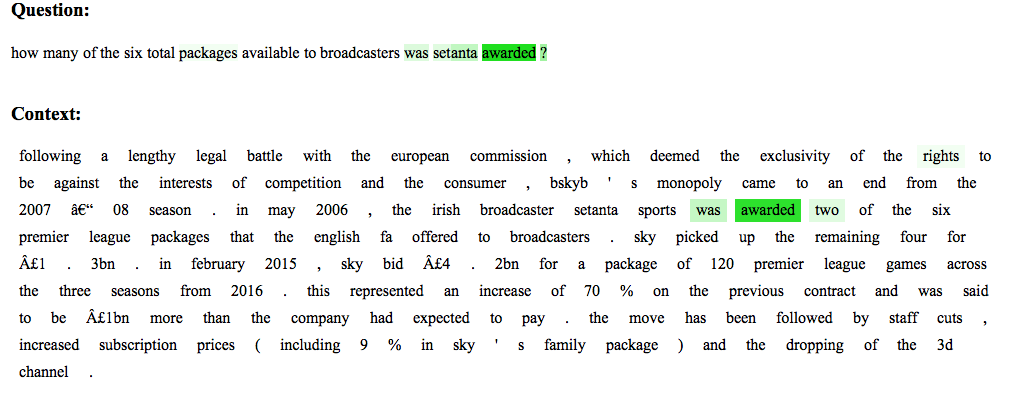 Question:
how many of the six total packages available to broadcasters was setanta awarded ?
Context:
following a lengthy legal battle with the european commission , which deemed the exclusivity of the rights to
be against the interests of competition and the consumer , bskyb ' s monopoly came to an end from the
2007 â€“ 08 season . in may 2006 , the irish broadcaster setanta sports was awarded two of the six
premier league packages that the english fa offered to broadcasters . sky picked up the remaining four for
Â£1 . 3bn . in february 2015 , sky bid Â£4 . 2bn for a package of 120 premier league games across
the three seasons from 2016 . this represented an increase of 70 % on the previous contract and was said
to be Â£1bn more than the company had expected to pay . the move has been followed by staff cuts ,
increased subscription prices ( including 9 % in sky ' s family package ) and the dropping of the 3d
channel .